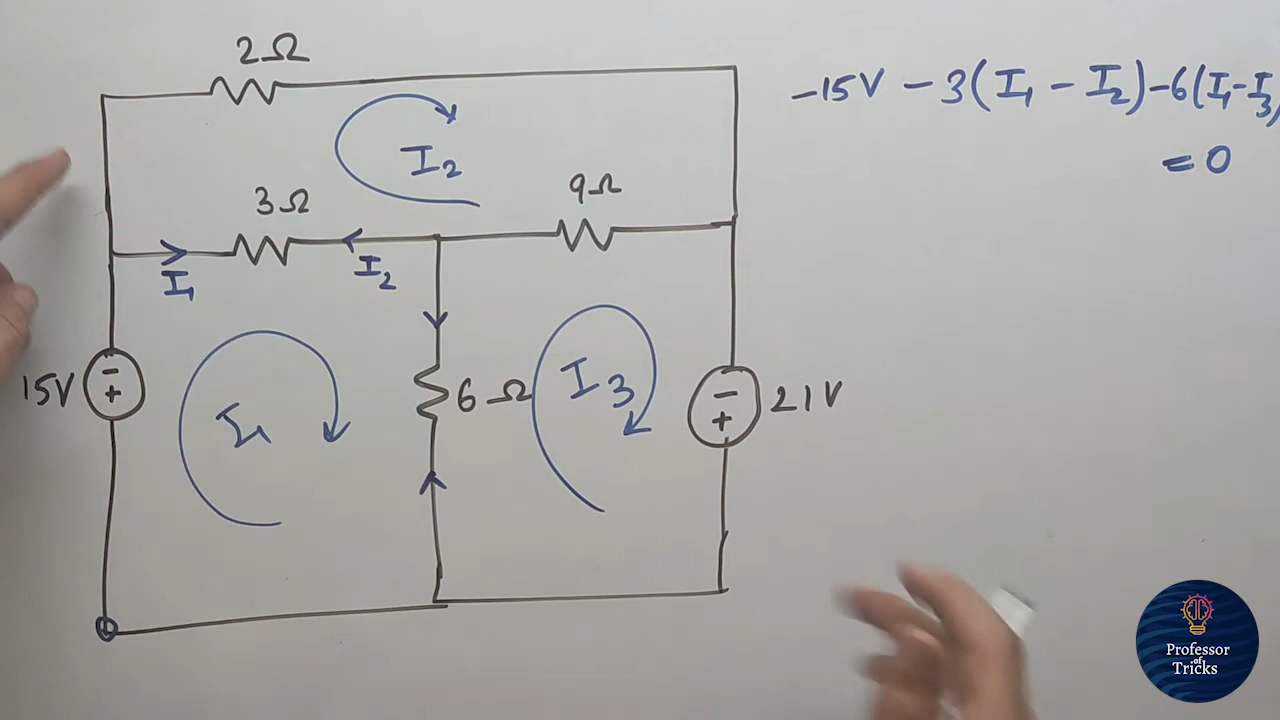 2Ω
-15V - 3(I₁ - I₂) - 6(I₁-I₃)
= 0
I₂
3Ω
9Ω
I₁
I₂
15V
-
+
I₁
6Ω
I₃
-
+
21V
Professor
of
Tricks